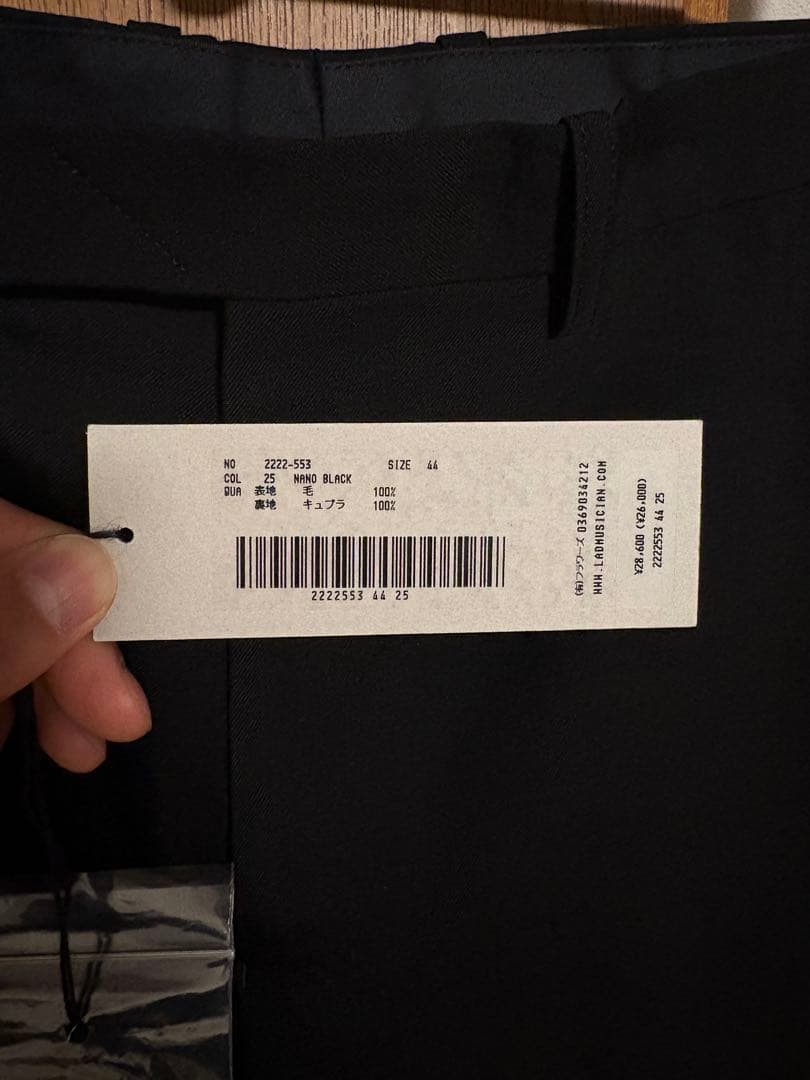 NO 2222-553 SIZE 44
COL 25 NANO BLACK
QUA 表地 毛 100%
裏地 キュプラ 100%
2222553 44 25
(有)フラワーズ 0369034212
WWW.LADMUSICIAN.COM
¥28,600 (¥26,000)
2222553 44 25